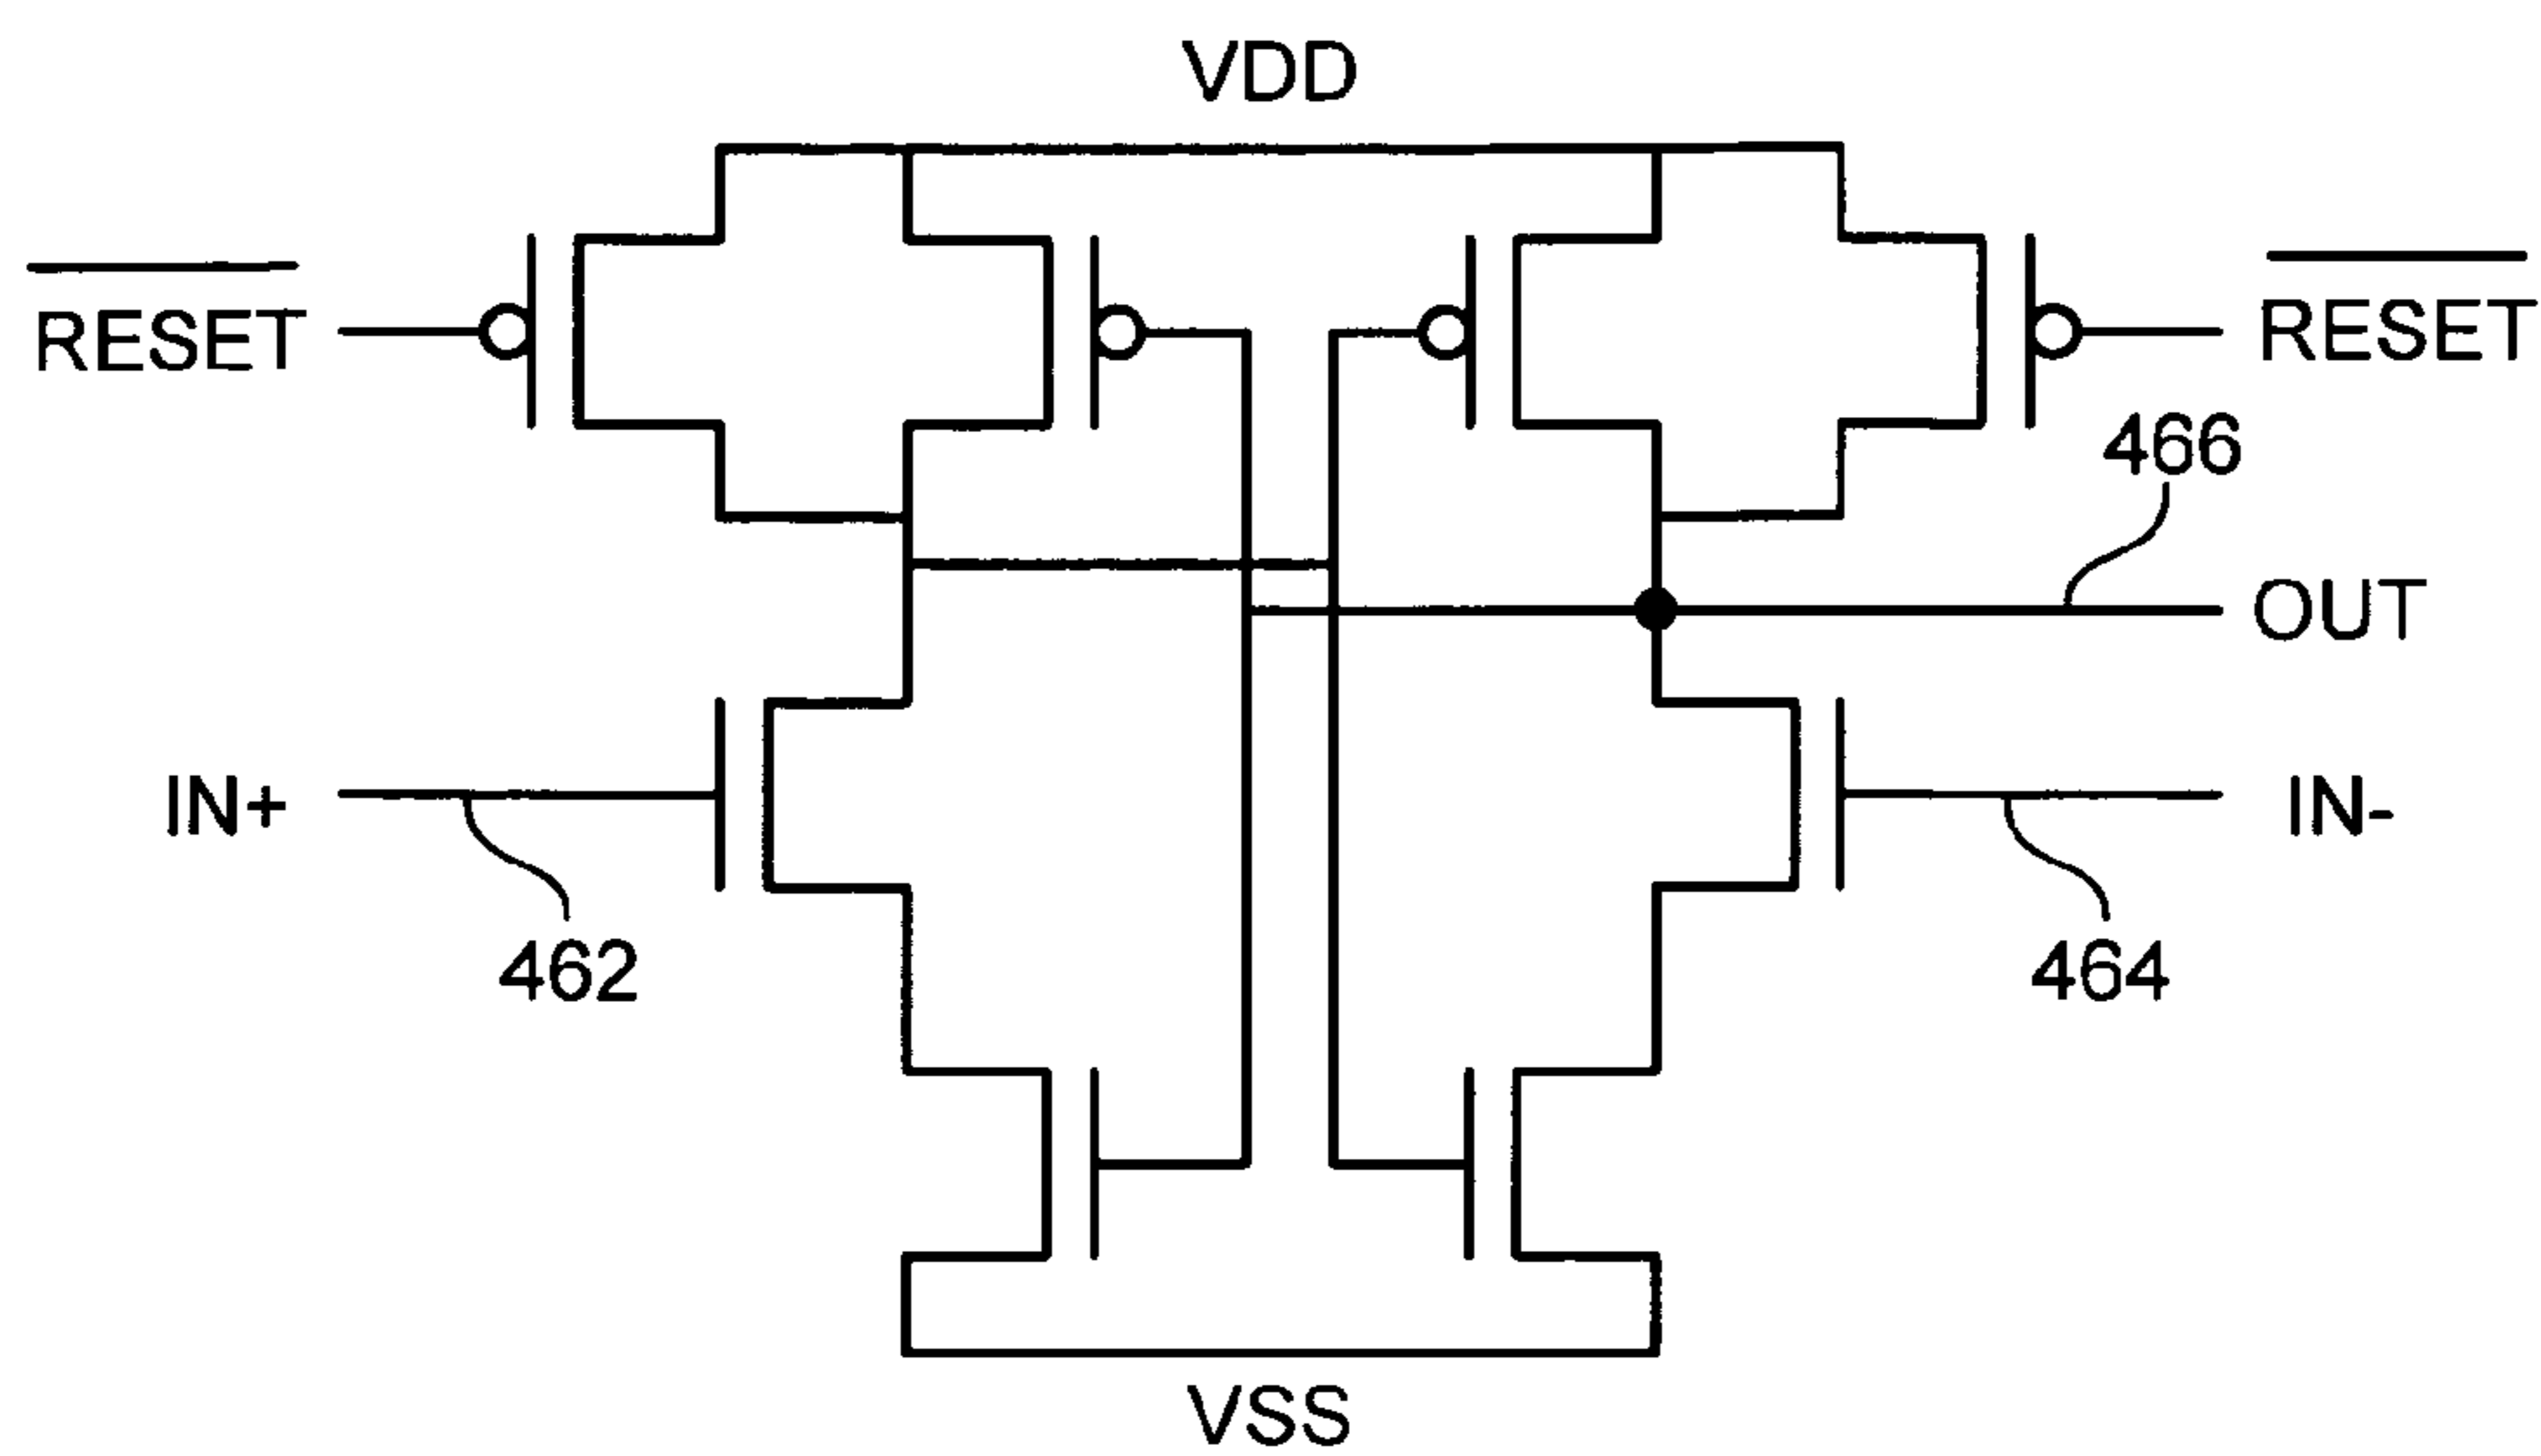 VDD
RESET
RESET
466
OUT
IN+
IN-
462
464
VSS